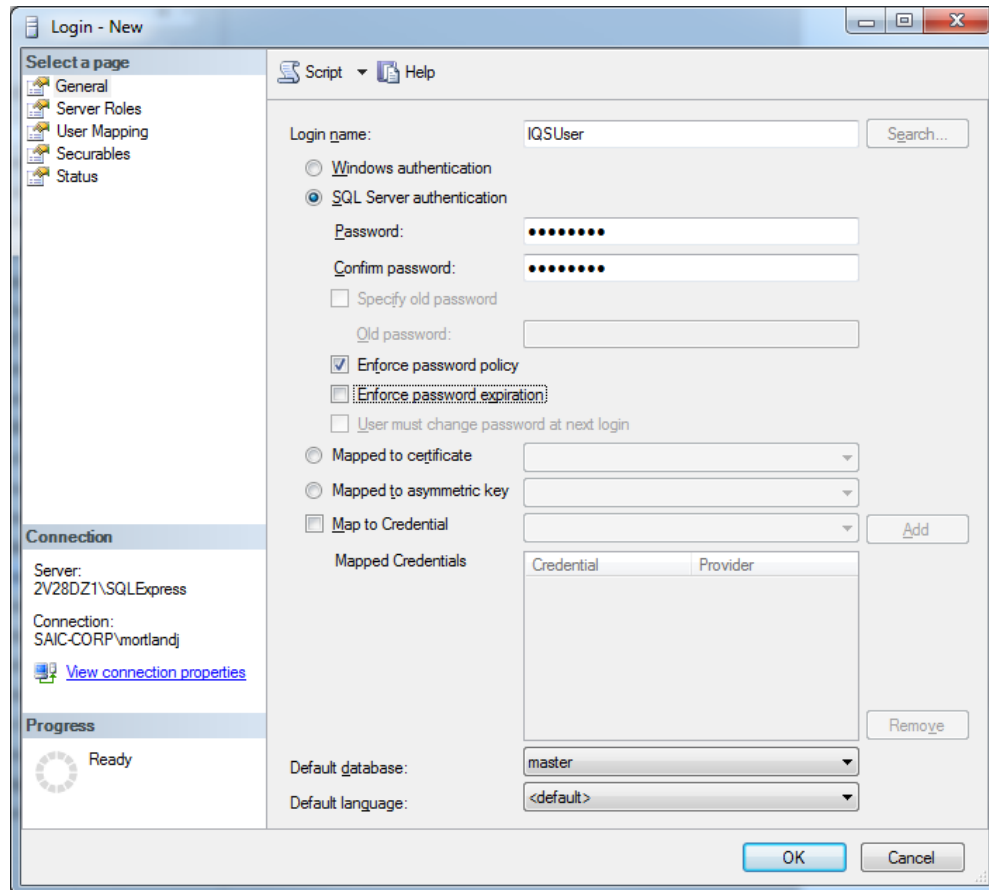 Login - New
Select a page
General
Server Roles
User Mapping
Securables
Status
Script Help
Login name: IQSUser Search...
Windows authentication
SQL Server authentication
Password: ●●●●●●●●
Confirm password: ●●●●●●●●
Specify old password
Old password:
Enforce password policy
Enforce password expiration
User must change password at next login
Mapped to certificate
Mapped to asymmetric key
Map to Credential Add
Mapped Credentials Credential Provider
Remove
Default database: master
Default language: <default>
Connection
Server:
2V28DZ1\SQLExpress
Connection:
SAIC-CORP\mortlandj
View connection properties
Progress
Ready
OK Cancel